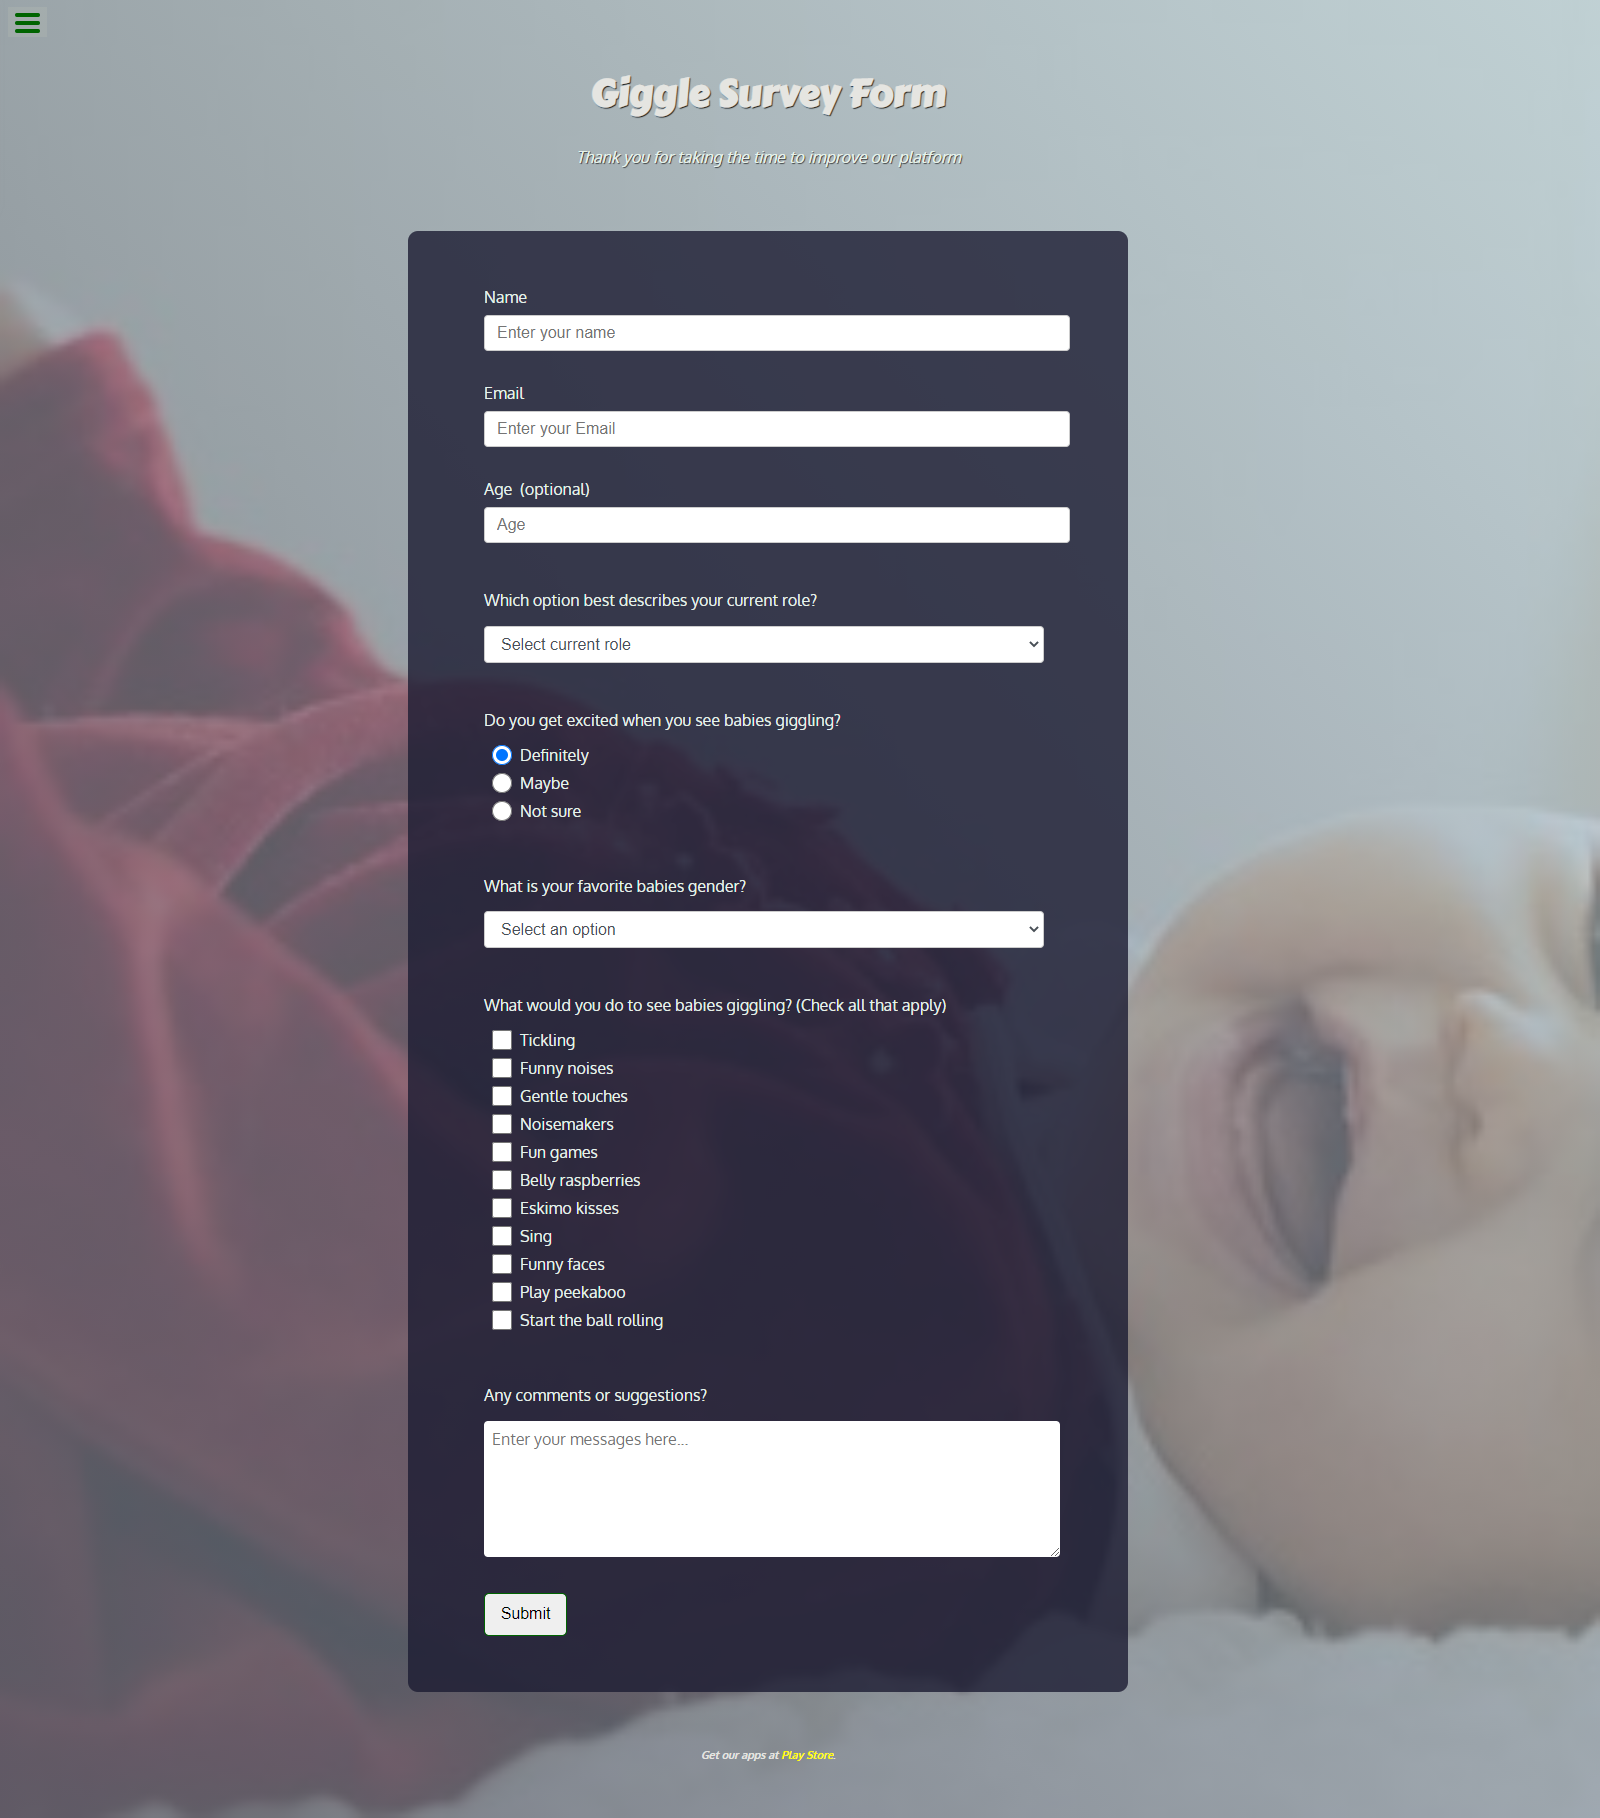 Giggle Survey Form
Thank you for taking the time to improve our platform
Name
Enter your name
Email
Enter your Email
Age (optional)
Age
Which option best describes your current role?
Select current role
Do you get excited when you see babies giggling?
Definitely
Maybe
Not sure
What is your favorite babies gender?
Select an option
What would you do to see babies giggling? (Check all that apply)
Tickling
Funny noises
Gentle touches
Noisemakers
Fun games
Belly raspberries
Eskimo kisses
Sing
Funny faces
Play peekaboo
Start the ball rolling
Any comments or suggestions?
Enter your messages here...
Submit
Get our apps at Play Store.